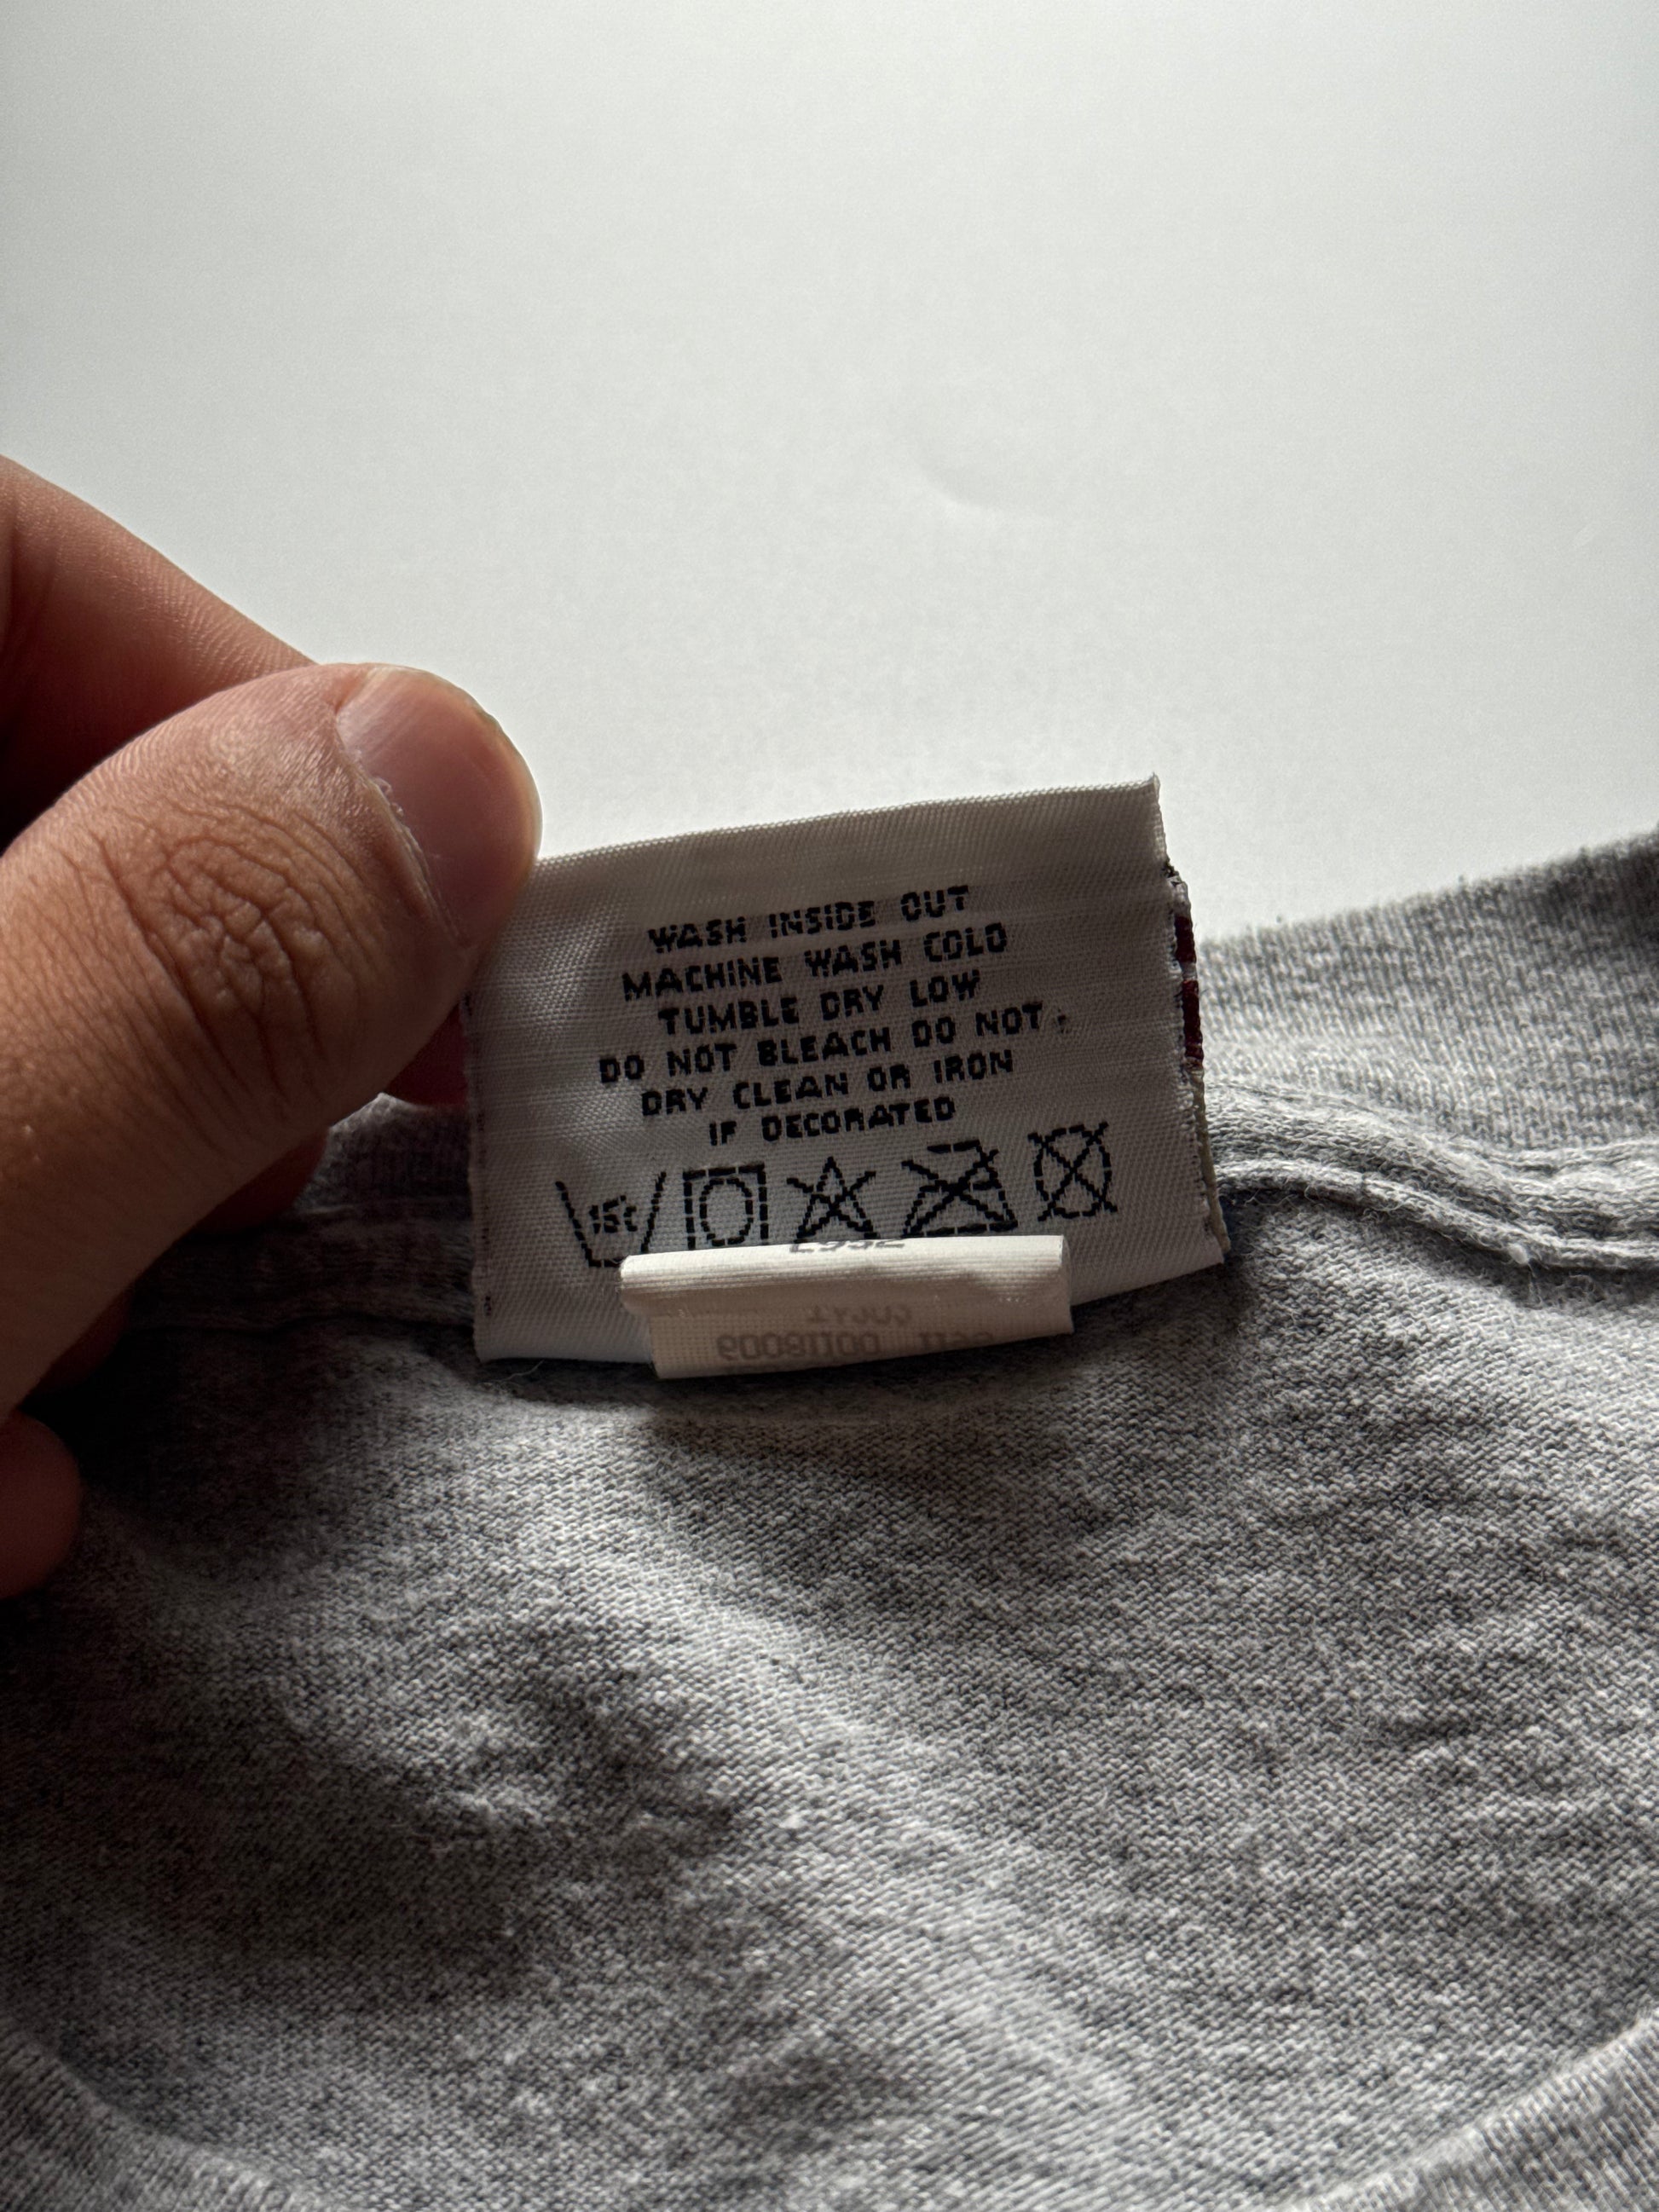 WASH INSIDE OUT
MACHINE WASH COLD
TUMBLE DRY LOW
DO NOT BLEACH DO NOT
DRY CLEAN OR IRON
IF DECORATED
15C